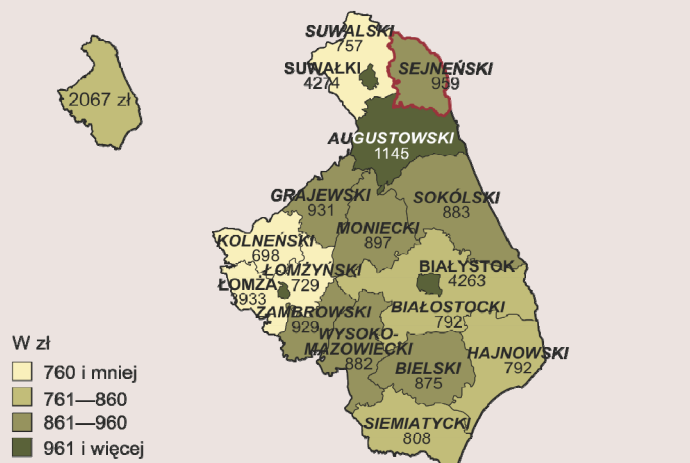 SUWALSKI
757
SUWAŁKI
4274
SEJNEŃSKI
959
2067 zł
AUGUSTOWSKI
1145
GRAJEWSKI
931
SOKÓLSKI
883
MONIECKI
897
KOLNEŃSKI
698
ŁOMŻYŃSKI
729
ŁOMŻA
3933
BIAŁYSTOK
4263
BIAŁOSTOCKI
792
ZAMBROWSKI
929
WYSOKO-
MAZOWIECKI
882
HAJNOWSKI
792
BIELSKI
875
SIEMIATYCKI
808
W zł
760 i mniej
761—860
861—960
961 i więcej